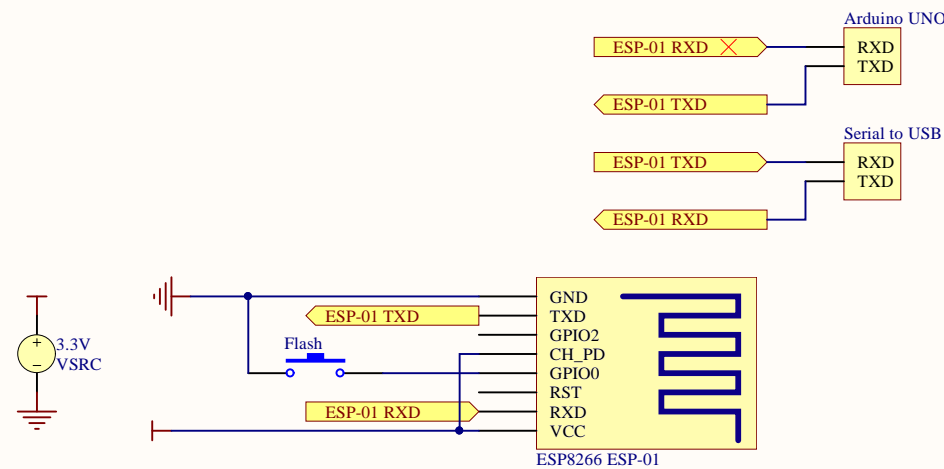 Arduino UNO
ESP-01 RXD
RXD
TXD
ESP-01 TXD
Serial to USB
ESP-01 TXD
RXD
TXD
ESP-01 RXD
3.3V
VSRC
+
−
GND
ESP-01 TXD
TXD
GPIO2
Flash
CH_PD
GPIO0
RST
ESP-01 RXD
RXD
VCC
ESP8266 ESP-01